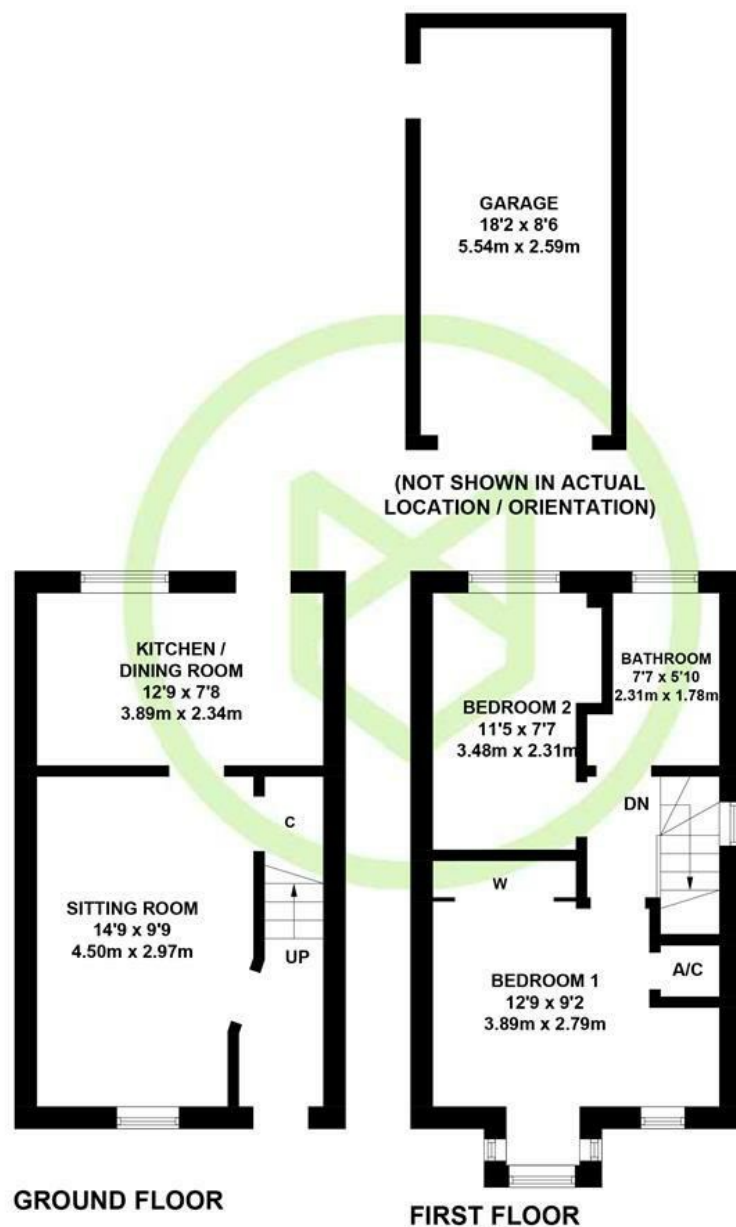 GARAGE
18'2 x 8'6
5.54m x 2.59m
(NOT SHOWN IN ACTUAL
LOCATION / ORIENTATION)
KITCHEN /
DINING ROOM
12'9 x 7'8
3.89m x 2.34m
C
SITTING ROOM
14'9 x 9'9
4.50m x 2.97m
UP
GROUND FLOOR
BATHROOM
7'7 x 5'10
2.31m x 1.78m
BEDROOM 2
11'5 x 7'7
3.48m x 2.31m
DN
W
A/C
BEDROOM 1
12'9 x 9'2
3.89m x 2.79m
FIRST FLOOR